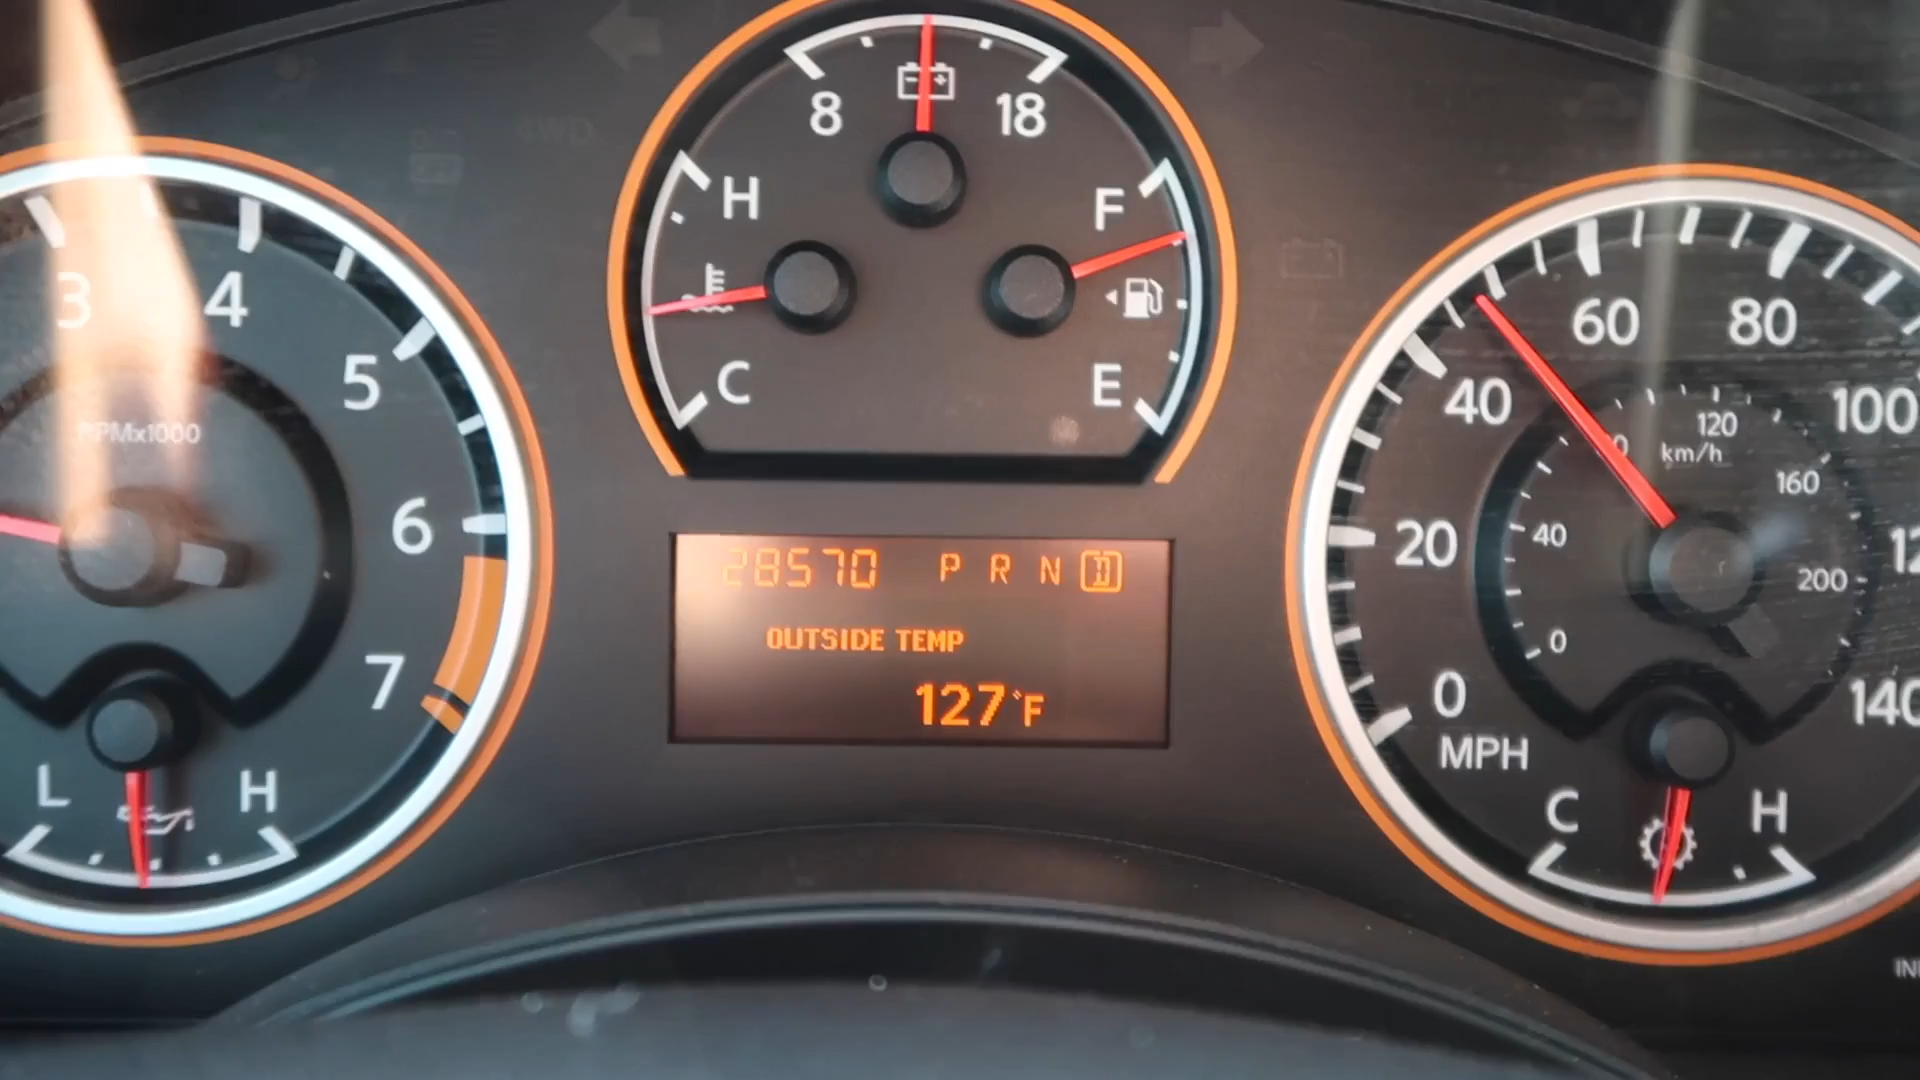 8 18
H F
C E
3 4 5 6 7
RPMx1000
L H
28570 P R N D
OUTSIDE TEMP
127°F
0 20 40 60 80 100
140
MPH
0 40 120 160 200
km/h
C H
4WD